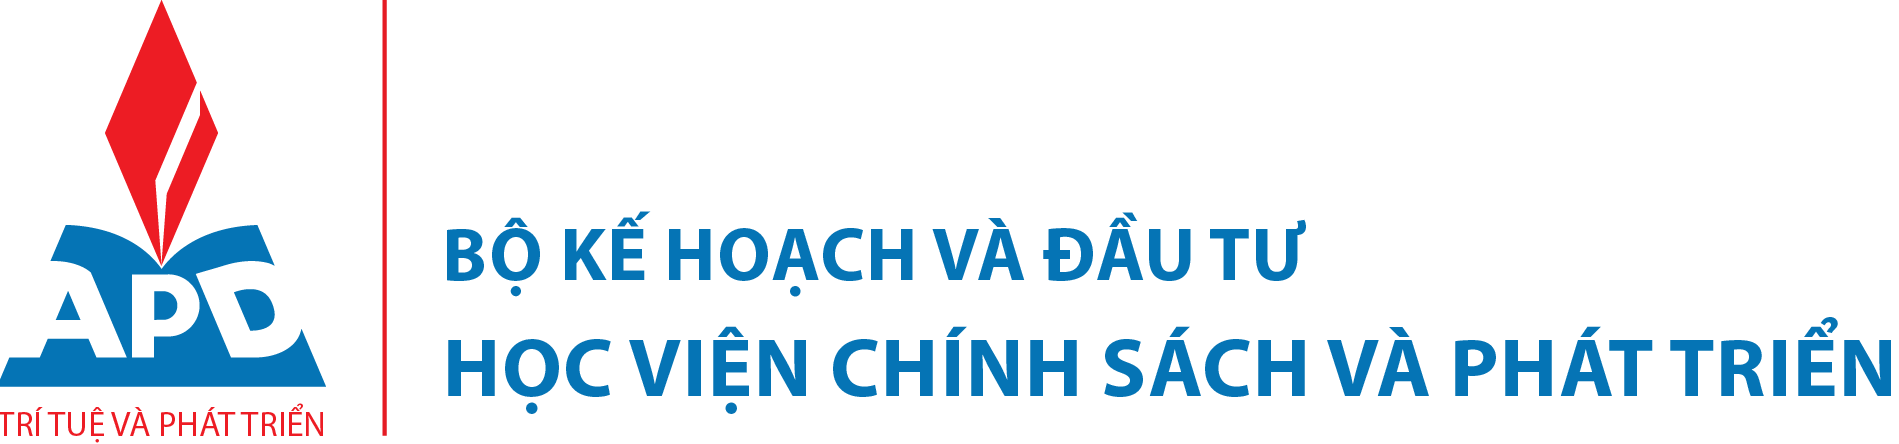 APD
TRÍ TUỆ VÀ PHÁT TRIỂN
BỘ KẾ HOẠCH VÀ ĐẦU TƯ
HỌC VIỆN CHÍNH SÁCH VÀ PHÁT TRIỂN